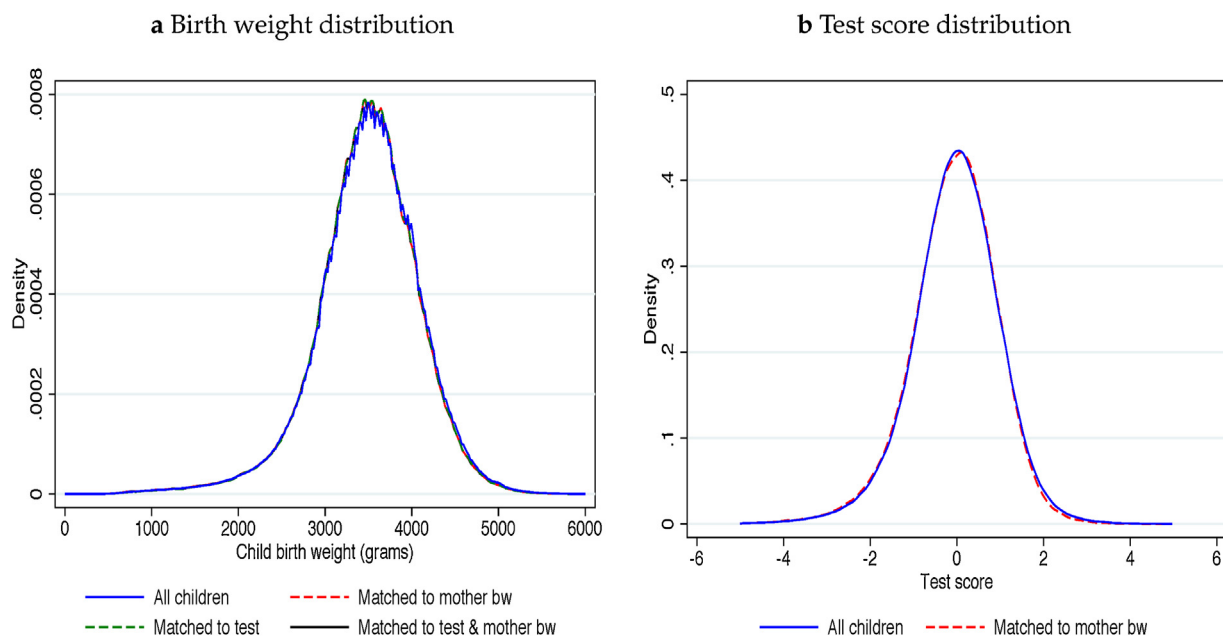 a Birth weight distribution
Density
.0008
.0006
.0004
.0002
0
0 1000 2000 3000 4000 5000 6000
Child birth weight (grams)
All children Matched to mother bw
Matched to test Matched to test & mother bw
b Test score distribution
Density
.5
.4
.3
.2
.1
0
-6 -4 -2 0 2 4 6
Test score
All children Matched to mother bw